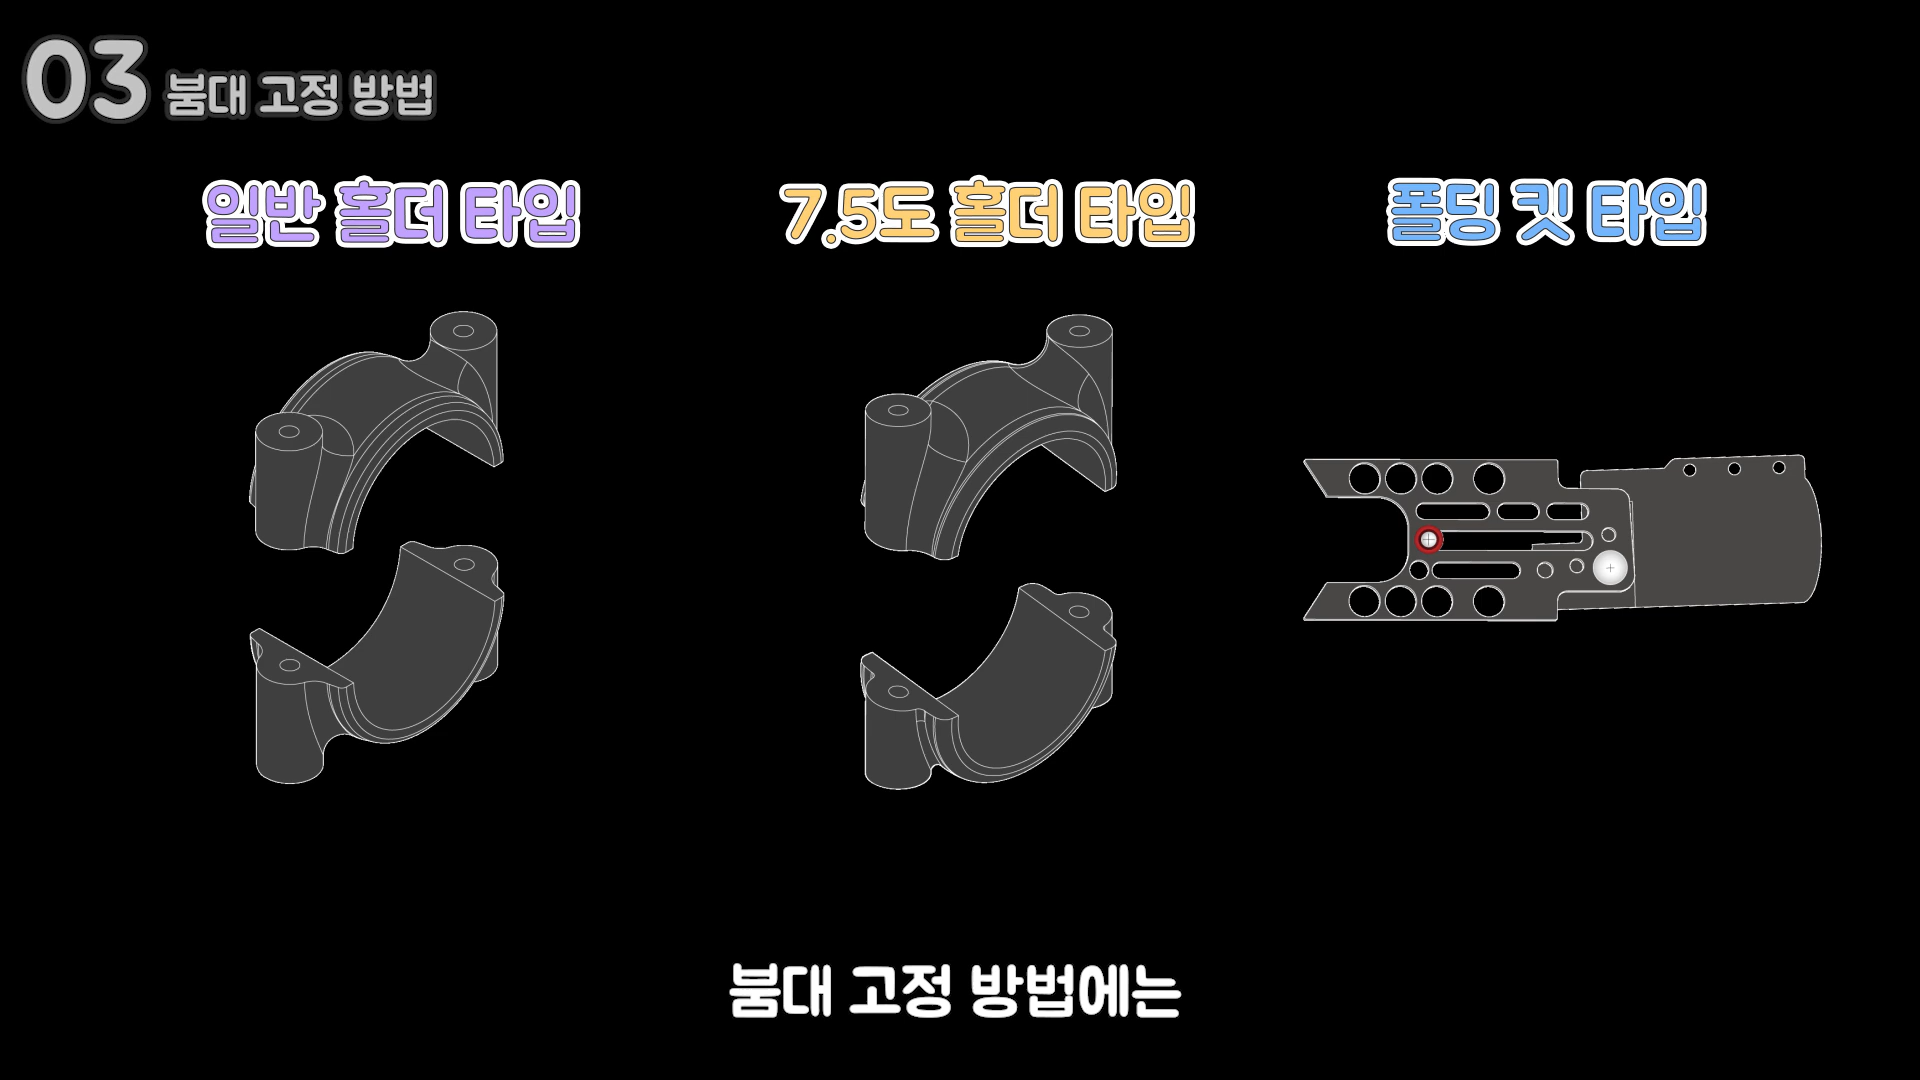 03 붐대 고정 방법
일반 홀더 타입
7.5도 홀더 타입
폴딩 킷 타입
붐대 고정 방법에는